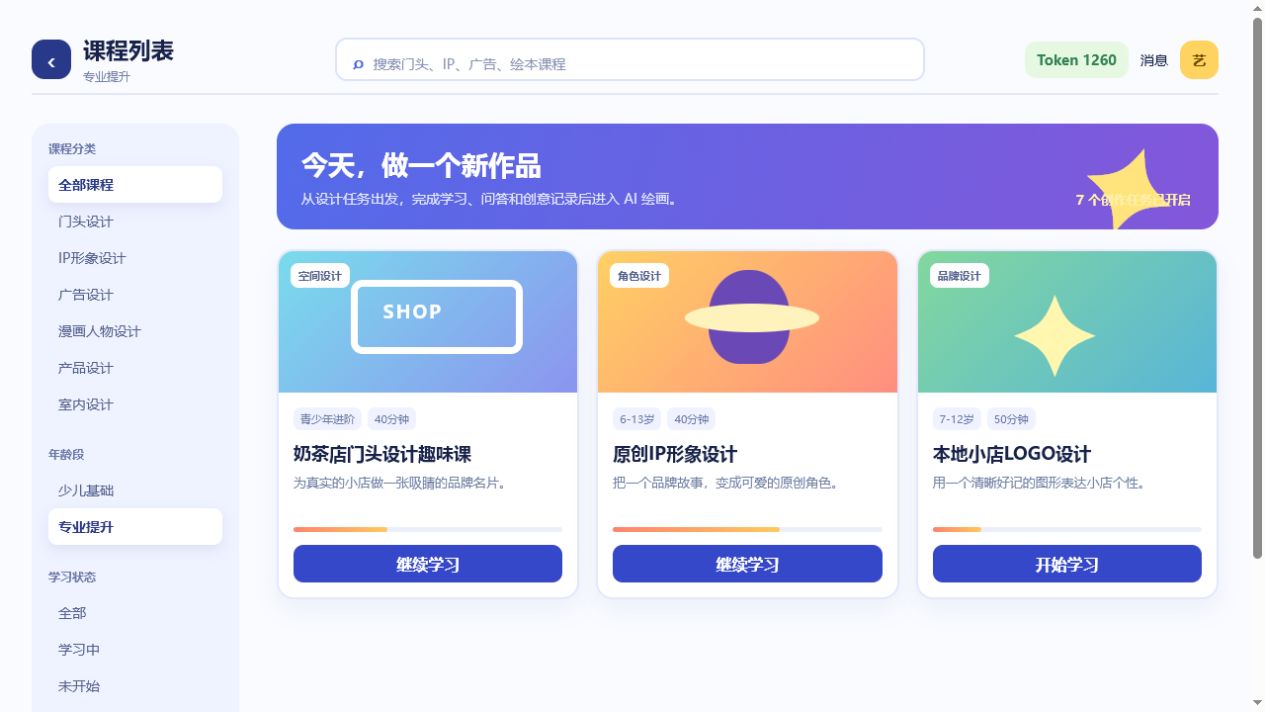 ‹
课程列表
专业提升
搜索门头、IP、广告、绘本课程
Token 1260
消息
艺
课程分类
全部课程
门头设计
IP形象设计
广告设计
漫画人物设计
产品设计
室内设计
年龄段
少儿基础
专业提升
学习状态
全部
学习中
未开始
今天，做一个新作品
从设计任务出发，完成学习、问答和创意记录后进入 AI 绘画。
7 个创作任务已开启
空间设计
SHOP
青少年进阶 40分钟
奶茶店门头设计趣味课
为真实的小店做一张吸睛的品牌名片。
继续学习
角色设计
6-13岁 40分钟
原创IP形象设计
把一个品牌故事，变成可爱的原创角色。
继续学习
品牌设计
7-12岁 50分钟
本地小店LOGO设计
用一个清晰好记的图形表达小店个性。
开始学习